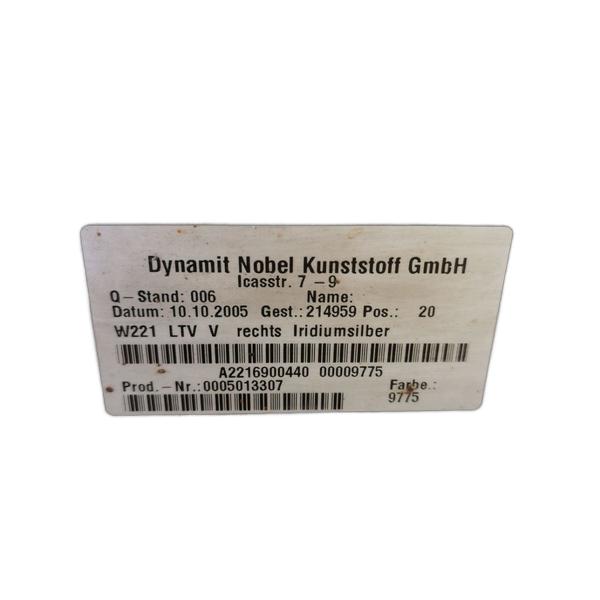 Dynamit Nobel Kunststoff GmbH
Icasstr. 7 -9
Q-Stand: 006 Name:
Datum: 10.10.2005 Gest.: 214959 Pos.: 20
W221 LTV V rechts Iridiumsilber
A2216900440 00009775
Prod.-Nr.:0005013307 Farbe.:
9775